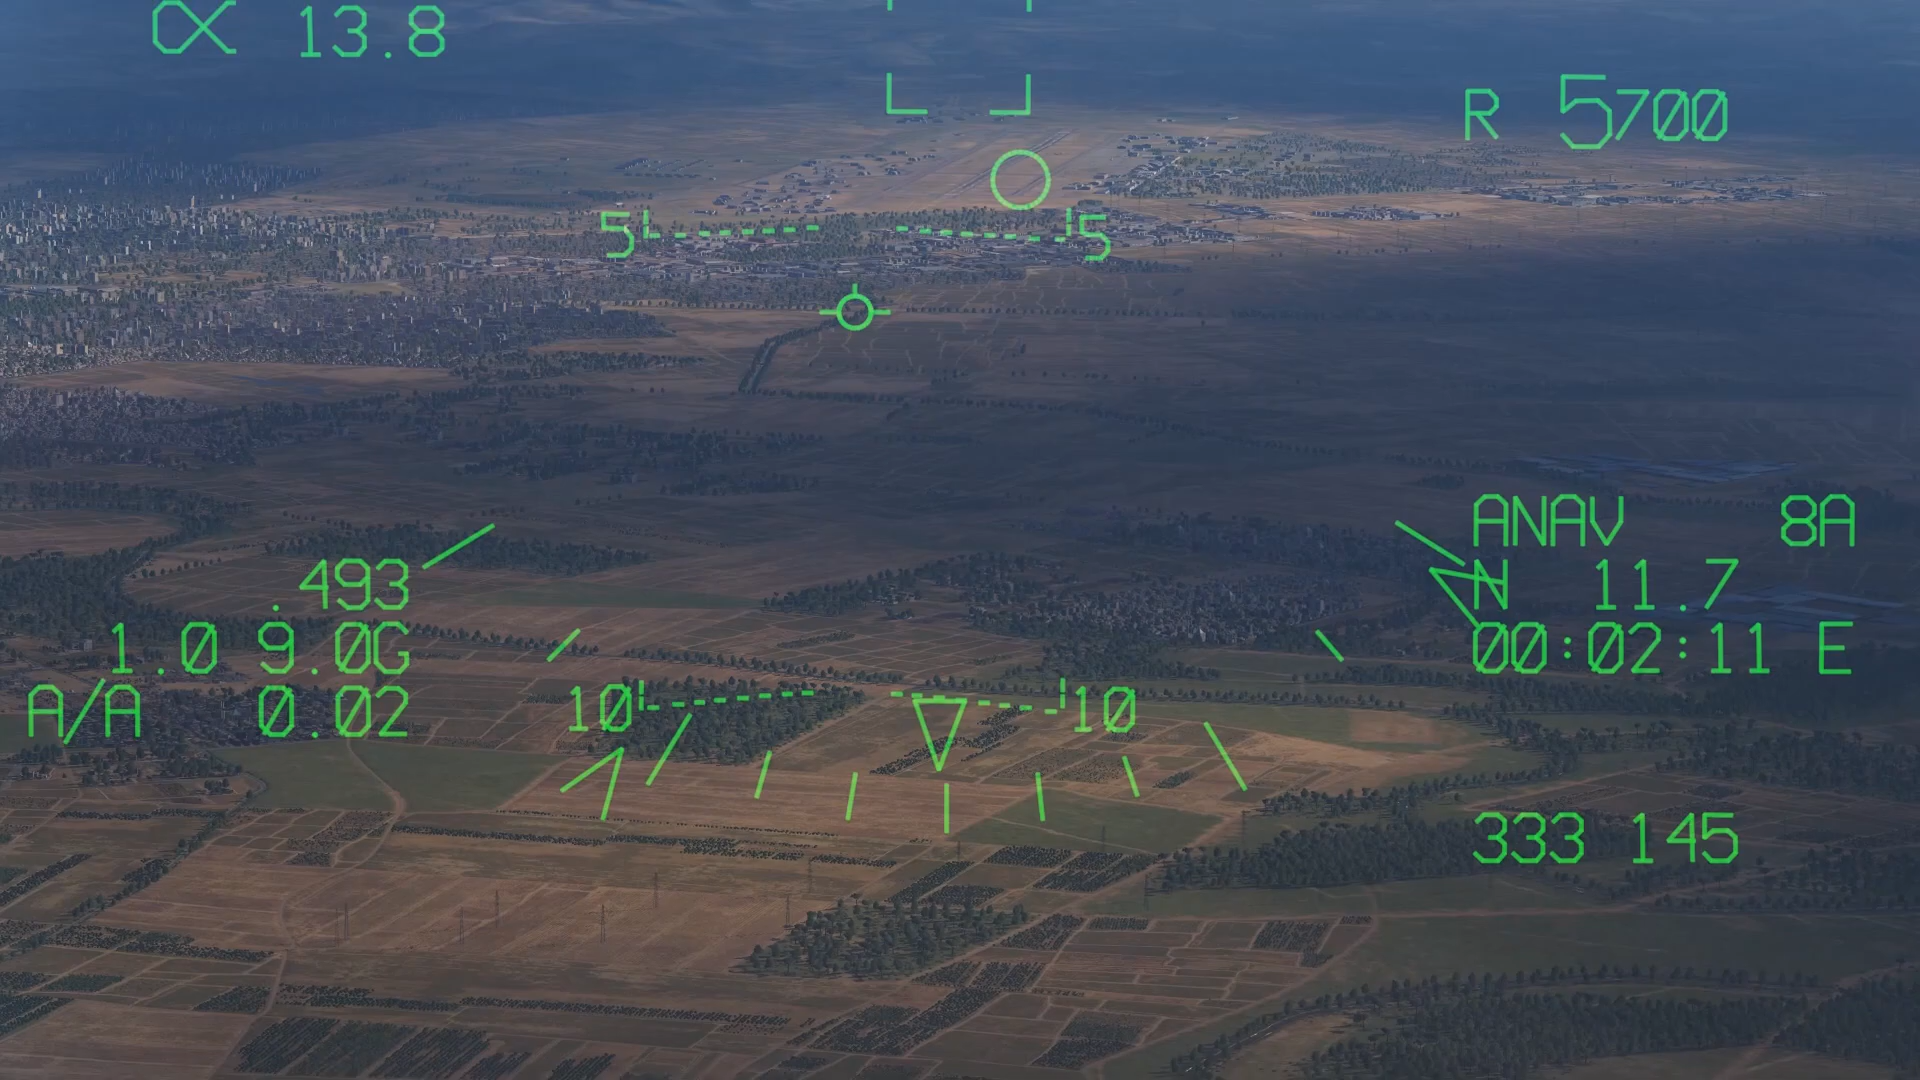 α 13.8
R 5700
5 5
ANAV 8A
.493
N 11.7
1.0 9.0G
00:02:11 E
A/A 0.02
10 10
333 145